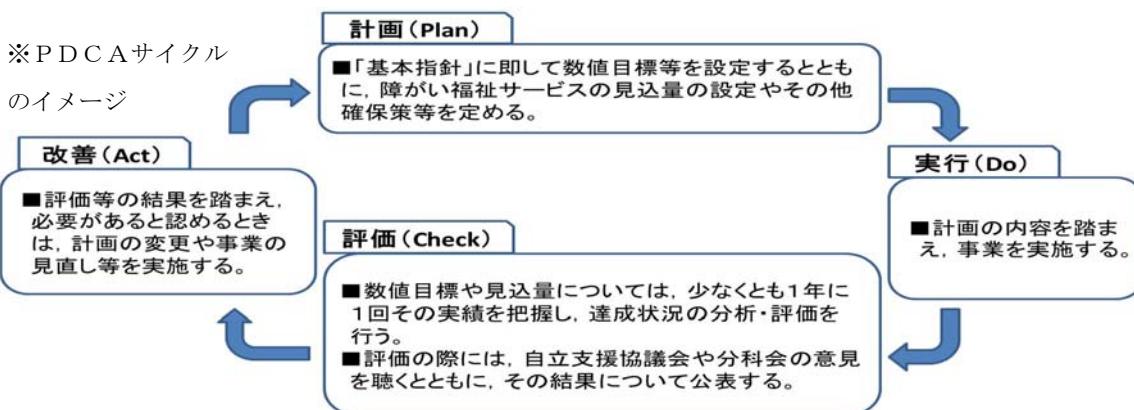 ※ＰＤＣＡサイクル
のイメージ
計画(Plan)
■「基本指針」に即して数値目標等を設定するととも
に，障がい福祉サービスの見込量の設定やその他
確保策等を定める。
実行(Do)
■計画の内容を踏ま
え，事業を実施する。
評価(Check)
■数値目標や見込量については，少なくとも１年に
１回その実績を把握し，達成状況の分析・評価を
行う。
■評価の際には，自立支援協議会や分科会の意見
を聴くとともに，その結果について公表する。
改善(Act)
■評価等の結果を踏まえ，
必要があると認めるとき
は，計画の変更や事業の
見直し等を実施する。